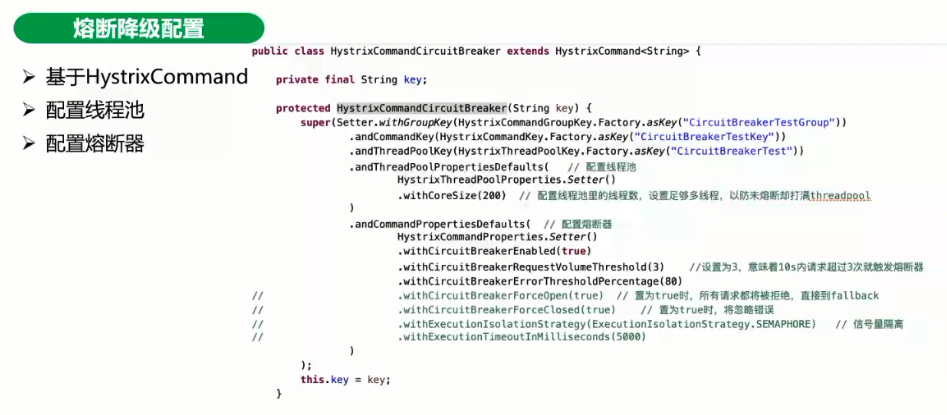 熔断降级配置
➢ 基于HystrixCommand
➢ 配置线程池
➢ 配置熔断器
public class HystrixCommandCircuitBreaker extends HystrixCommand<String> {
private final String key;
protected HystrixCommandCircuitBreaker(String key) {
super(Setter.withGroupKey(HystrixCommandGroupKey.Factory.asKey("CircuitBreakerTestGroup"))
.andCommandKey(HystrixCommandKey.Factory.asKey("CircuitBreakerTestKey"))
.andThreadPoolKey(HystrixThreadPoolKey.Factory.asKey("CircuitBreakerTest"))
.andThreadPoolPropertiesDefaults( // 配置线程池
HystrixThreadPoolProperties.Setter()
.withCoreSize(200) // 配置线程池里的线程数，设置足够多线程，以防未熔断却打满threadpool
)
.andCommandPropertiesDefaults( // 配置熔断器
HystrixCommandProperties.Setter()
.withCircuitBreakerEnabled(true)
.withCircuitBreakerRequestVolumeThreshold(3) //设置为3，意味着10s内请求超过3次就触发熔断器
.withCircuitBreakerErrorThresholdPercentage(80)
// .withCircuitBreakerForceOpen(true) // 置为true时，所有请求都将被拒绝，直接到fallback
// .withCircuitBreakerForceClosed(true) // 置为true时，将忽略错误
// .withExecutionIsolationStrategy(ExecutionIsolationStrategy.SEMAPHORE) // 信号量隔离
// .withExecutionTimeoutInMilliseconds(5000)
)
);
this.key = key;
}